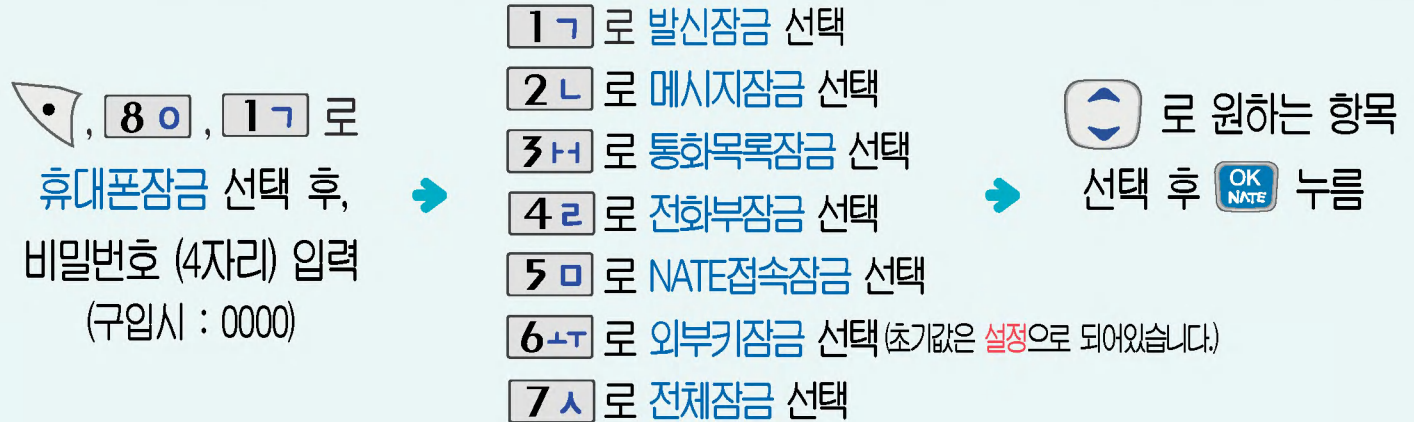 , 8ㅇ, 1ㄱ 로
휴대폰잠금 선택 후,
비밀번호 (4자리) 입력
(구입시 : 0000)
1ㄱ 로 발신잠금 선택
2ㄴ 로 메시지잠금 선택
3ㅏㅓ 로 통화목록잠금 선택
4ㄹ 로 전화부잠금 선택
5ㅁ 로 NATE접속잠금 선택
6ㅗㅜ 로 외부키잠금 선택 (초기값은 설정으로 되어있습니다.)
7ㅅ 로 전체잠금 선택
로 원하는 항목
선택 후 OK NATE 누름